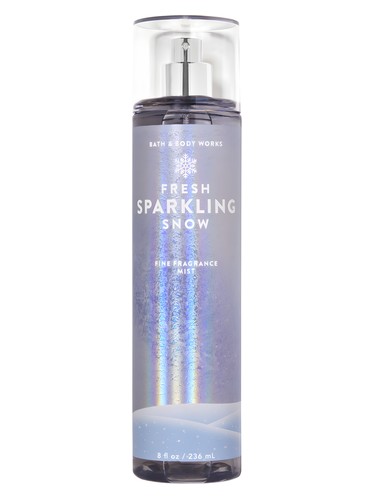 BATH & BODY WORKS
FRESH
SPARKLING
SNOW
FINE FRAGRANCE
MIST
8 fl oz / 236 mL